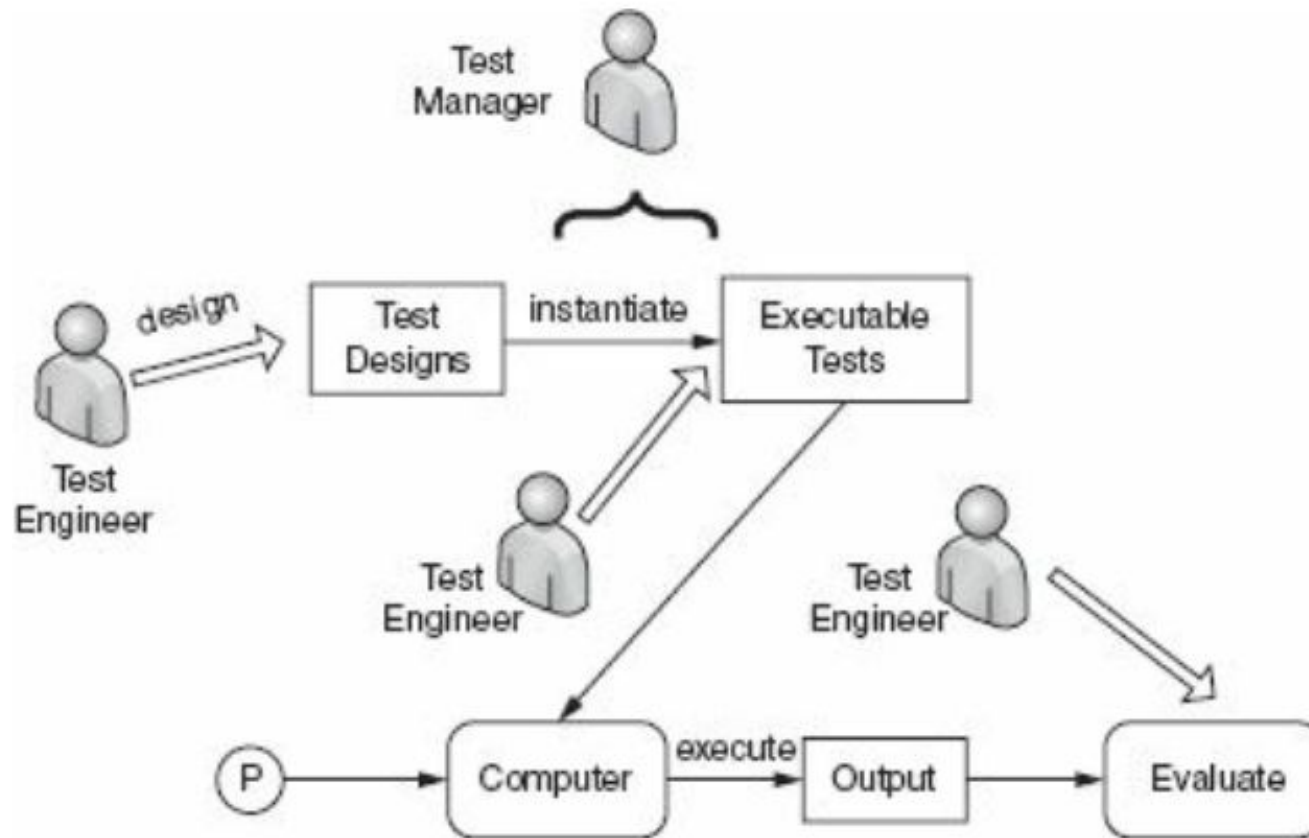 Test
Manager
design
Test
Designs
instantiate
Executable
Tests
Test
Engineer
Test
Engineer
Test
Engineer
P
Computer
execute
Output
Evaluate